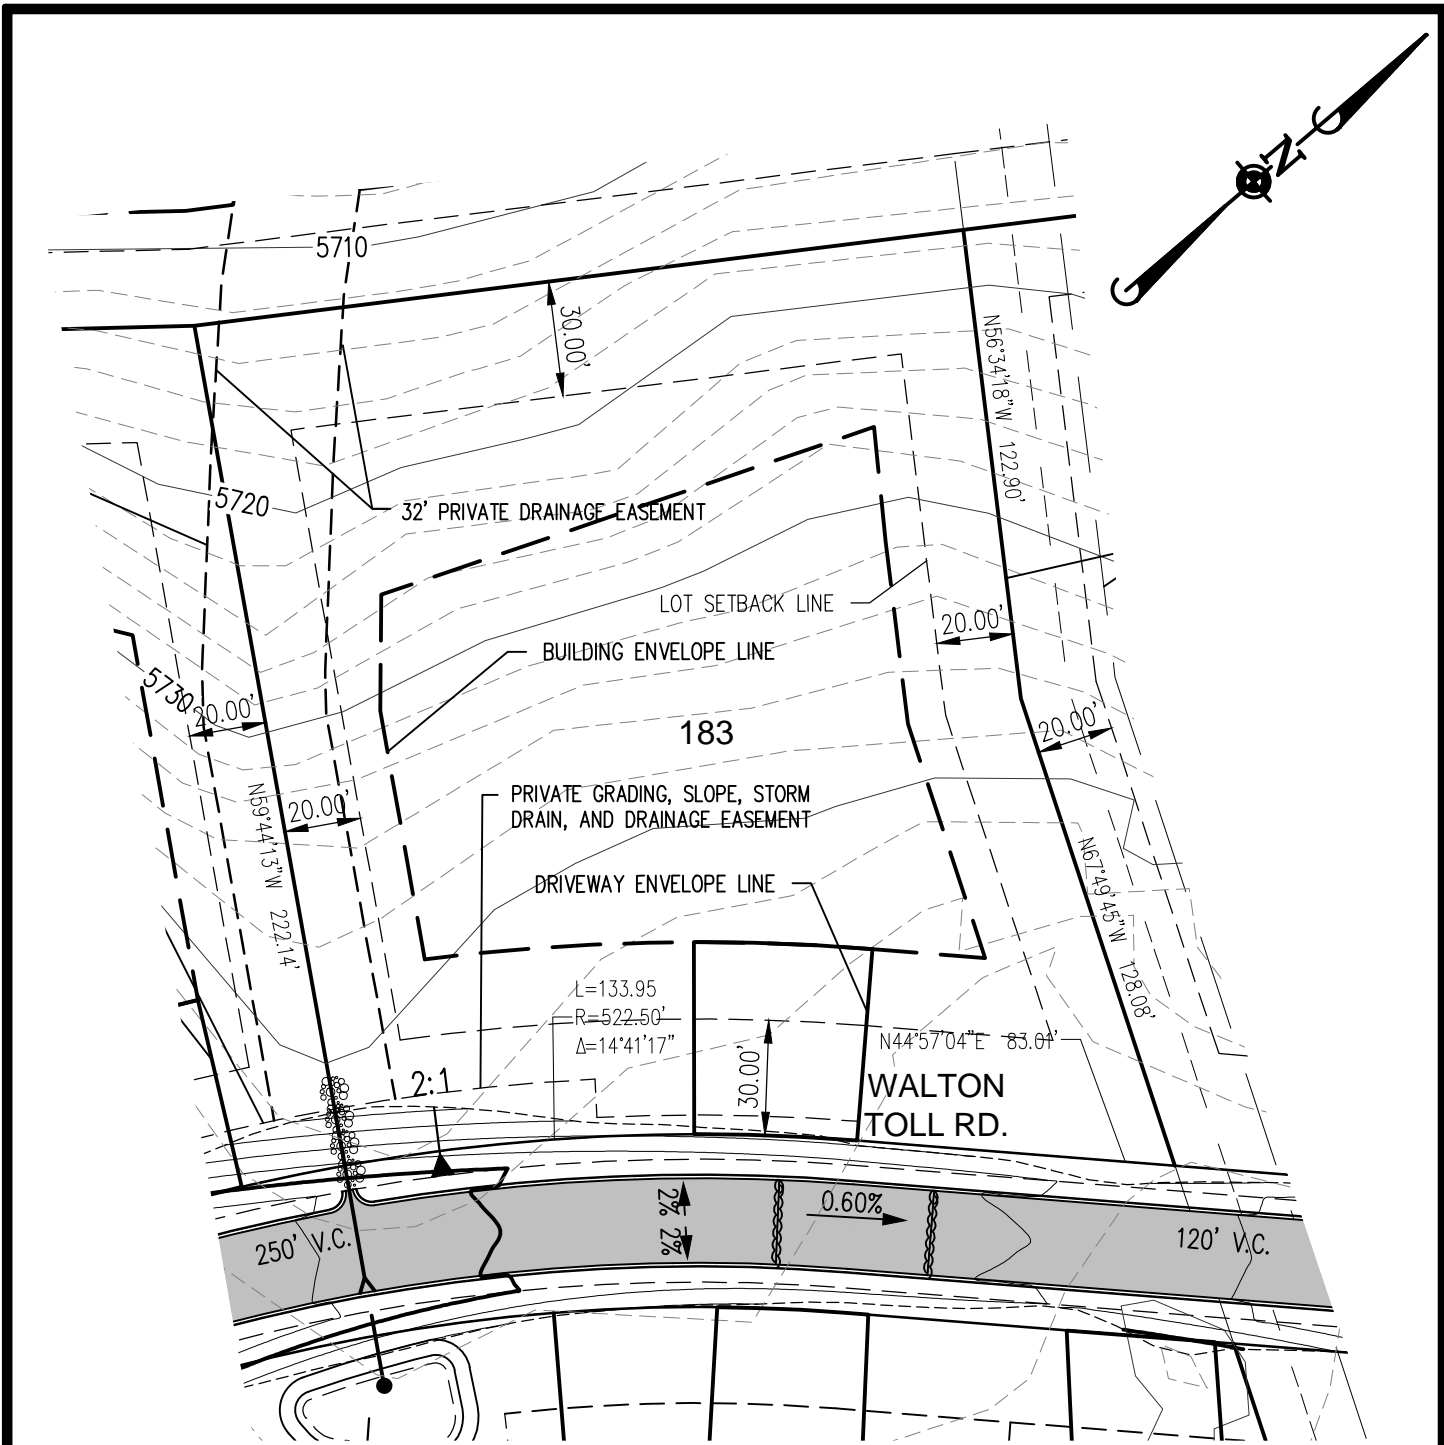 N
5710
30.00'
N56°34'18"W 122.90'
5720
32' PRIVATE DRAINAGE EASEMENT
LOT SETBACK LINE
20.00'
BUILDING ENVELOPE LINE
5730
20.00'
183
20.00'
N59°44'13"W 222.14'
20.00'
PRIVATE GRADING, SLOPE, STORM
DRAIN, AND DRAINAGE EASEMENT
N67°49'45"W 128.08'
DRIVEWAY ENVELOPE LINE
L=133.95
R=522.50'
Δ=14°41'17"
30.00'
N44°57'04"E 83.01'
2:1
WALTON
TOLL RD.
2% 2%
0.60%
250' V.C.
120' V.C.